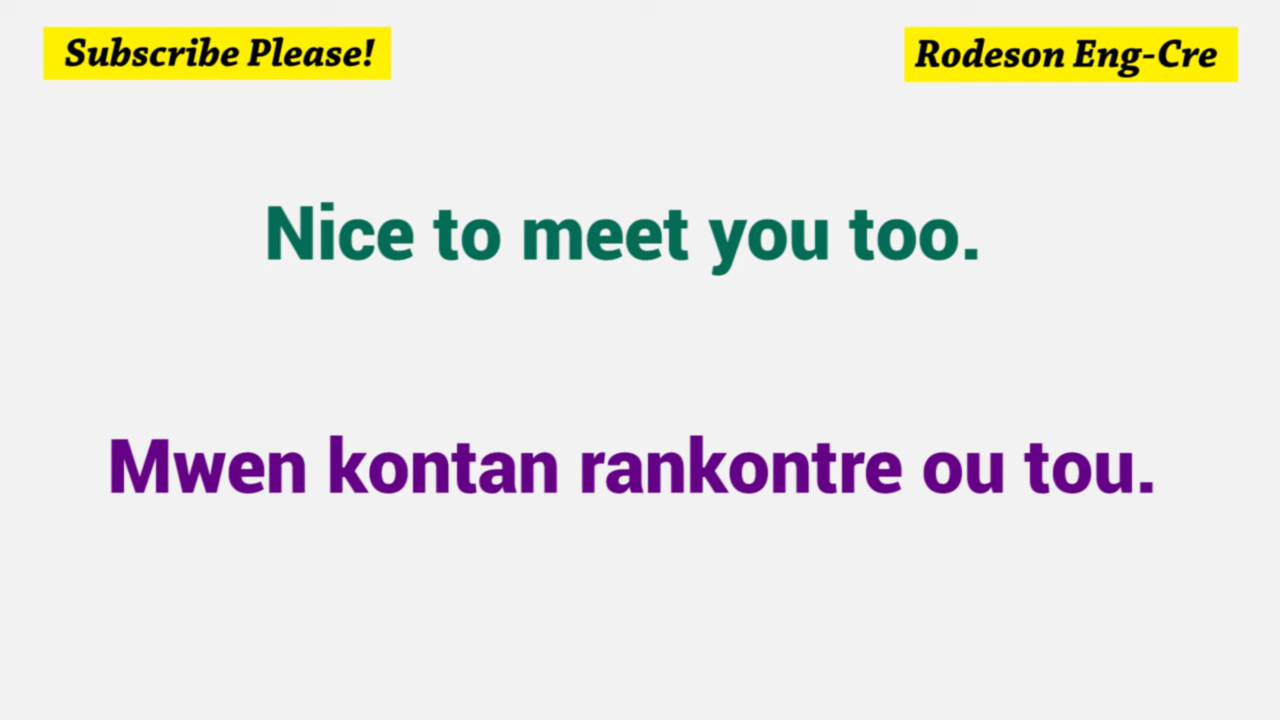 Subscribe Please!
Rodeson Eng-Cre
Nice to meet you too.
Mwen kontan rankontre ou tou.